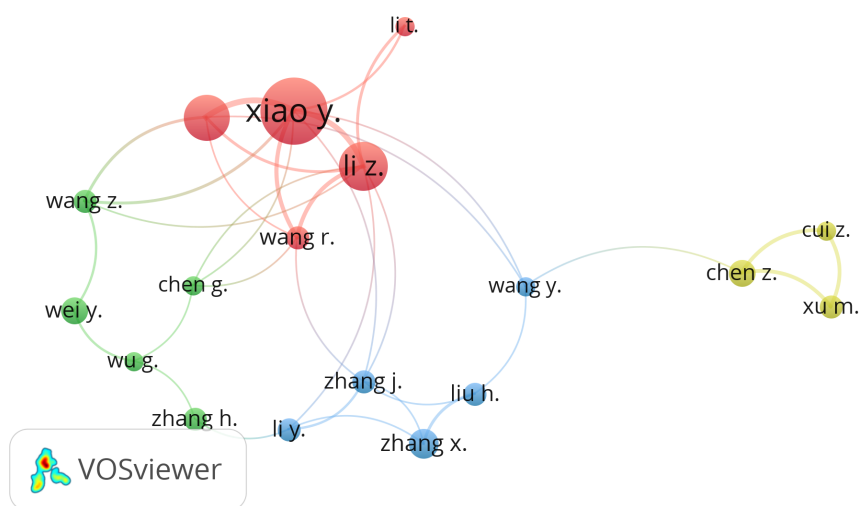 li t.
xiao y.
li z.
wang z.
wang r.
cui z.
chen g.
wang y.
chen z.
wei y.
xu m.
wu g.
zhang j.
liu h.
zhang h.
li y.
zhang x.
VOSviewer